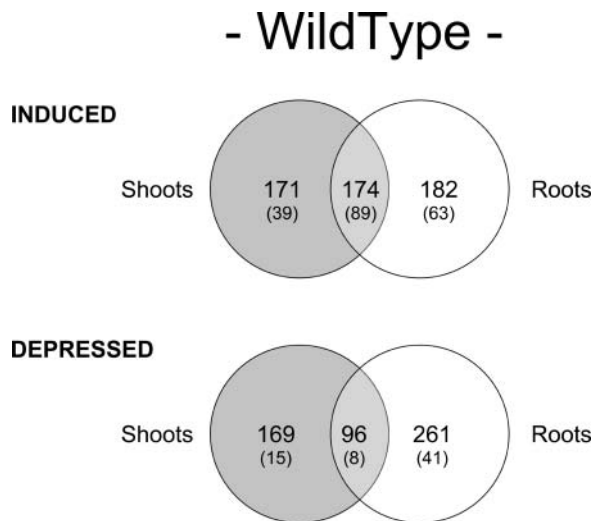 - WildType -
INDUCED
Shoots 171 174 182 Roots
(39) (89) (63)
DEPRESSED
Shoots 169 96 261 Roots
(15) (8) (41)